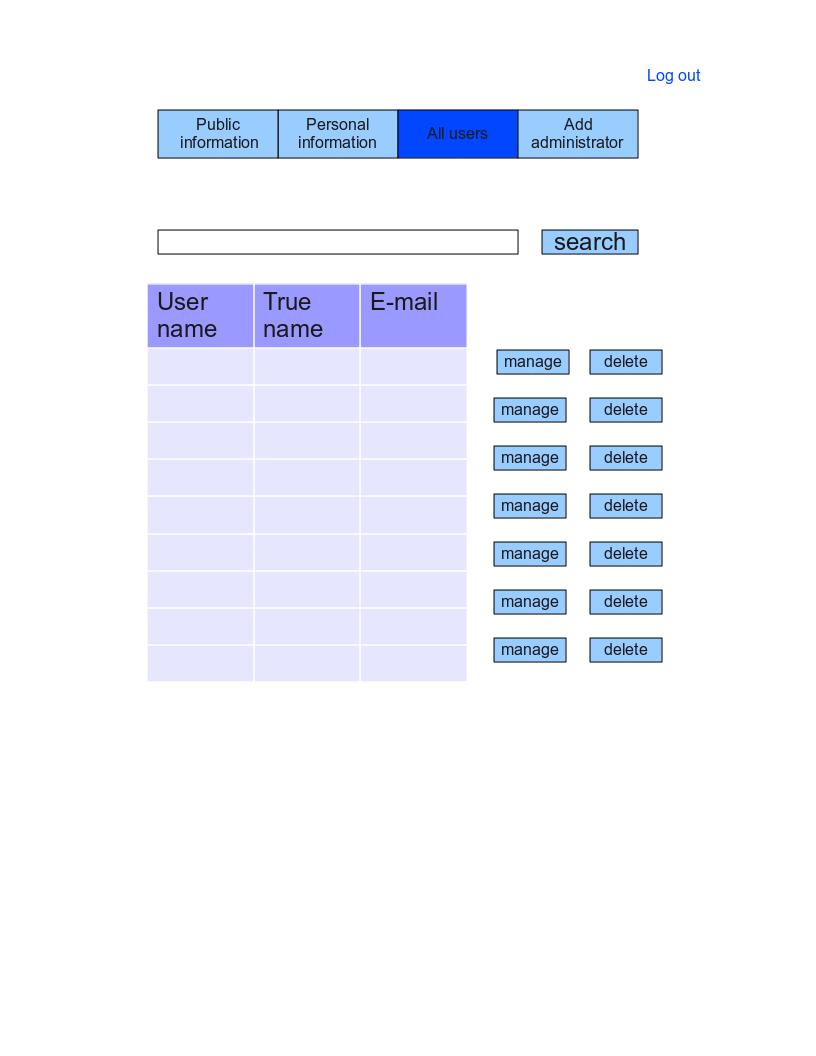 Log out
Public
information
Personal
information
All users
Add
administrator
search
User
name
True
name
E-mail
manage delete
manage delete
manage delete
manage delete
manage delete
manage delete
manage delete